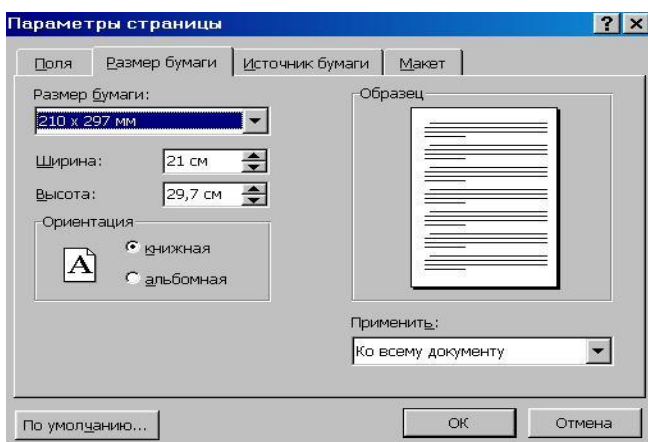 Параметры страницы
Поля
Размер бумаги
Источник бумаги
Макет
Размер бумаги:
210 x 297 мм
Ширина:
21 см
Высота:
29,7 см
Ориентация
A
книжная
альбомная
Образец
Применить:
Ко всему документу
По умолчанию...
ОК
Отмена